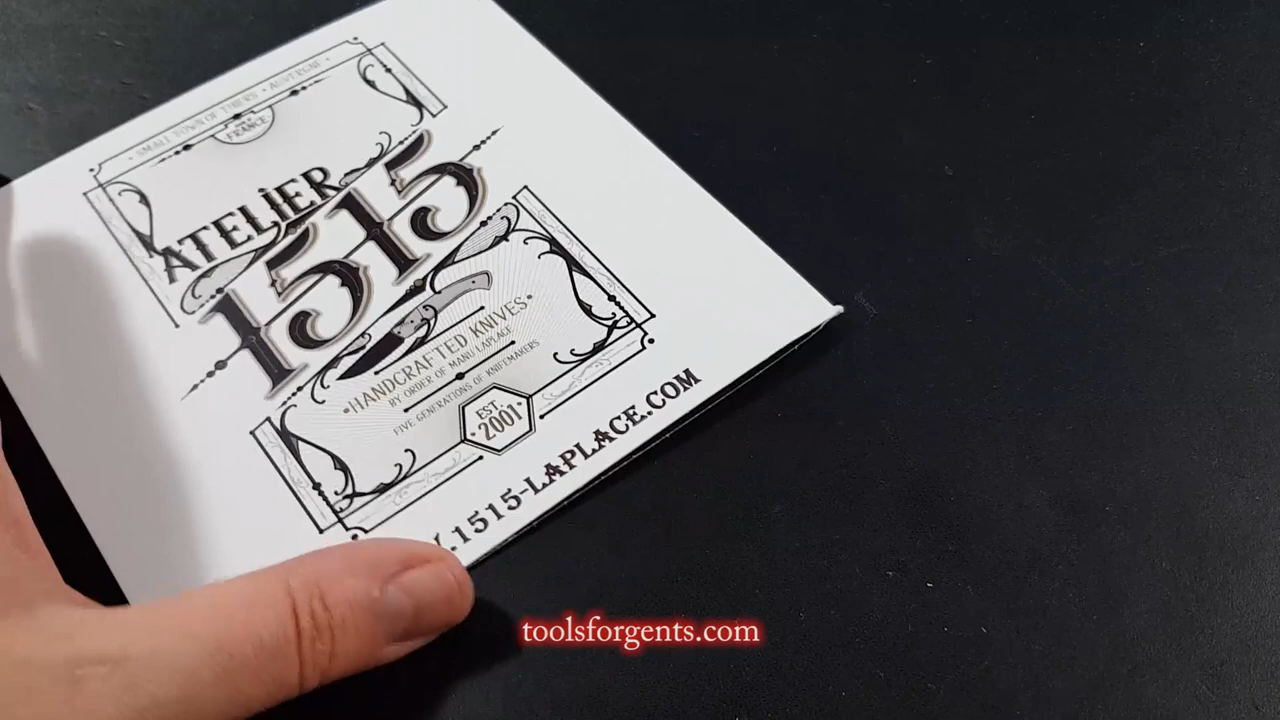 • SMALL TOWN OF THIERS • AUVERGNE •
FRANCE
ATELIER
1515
•HANDCRAFTED KNIVES•
BY ORDER OF MANU LAPLACE
FIVE GENERATIONS OF KNIFEMAKERS
EST.
•2001•
.1515-LAPLACE.COM
toolsforgents.com